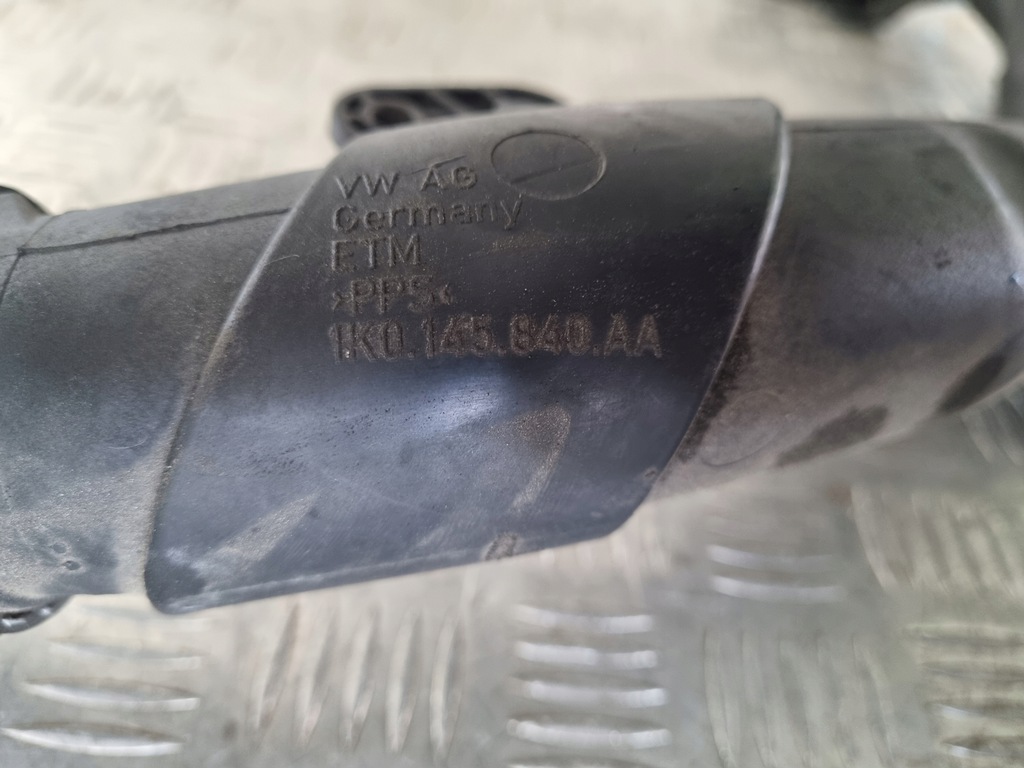 VW AG
Germany
ETM
>PPS<
1K0.145.840.AA